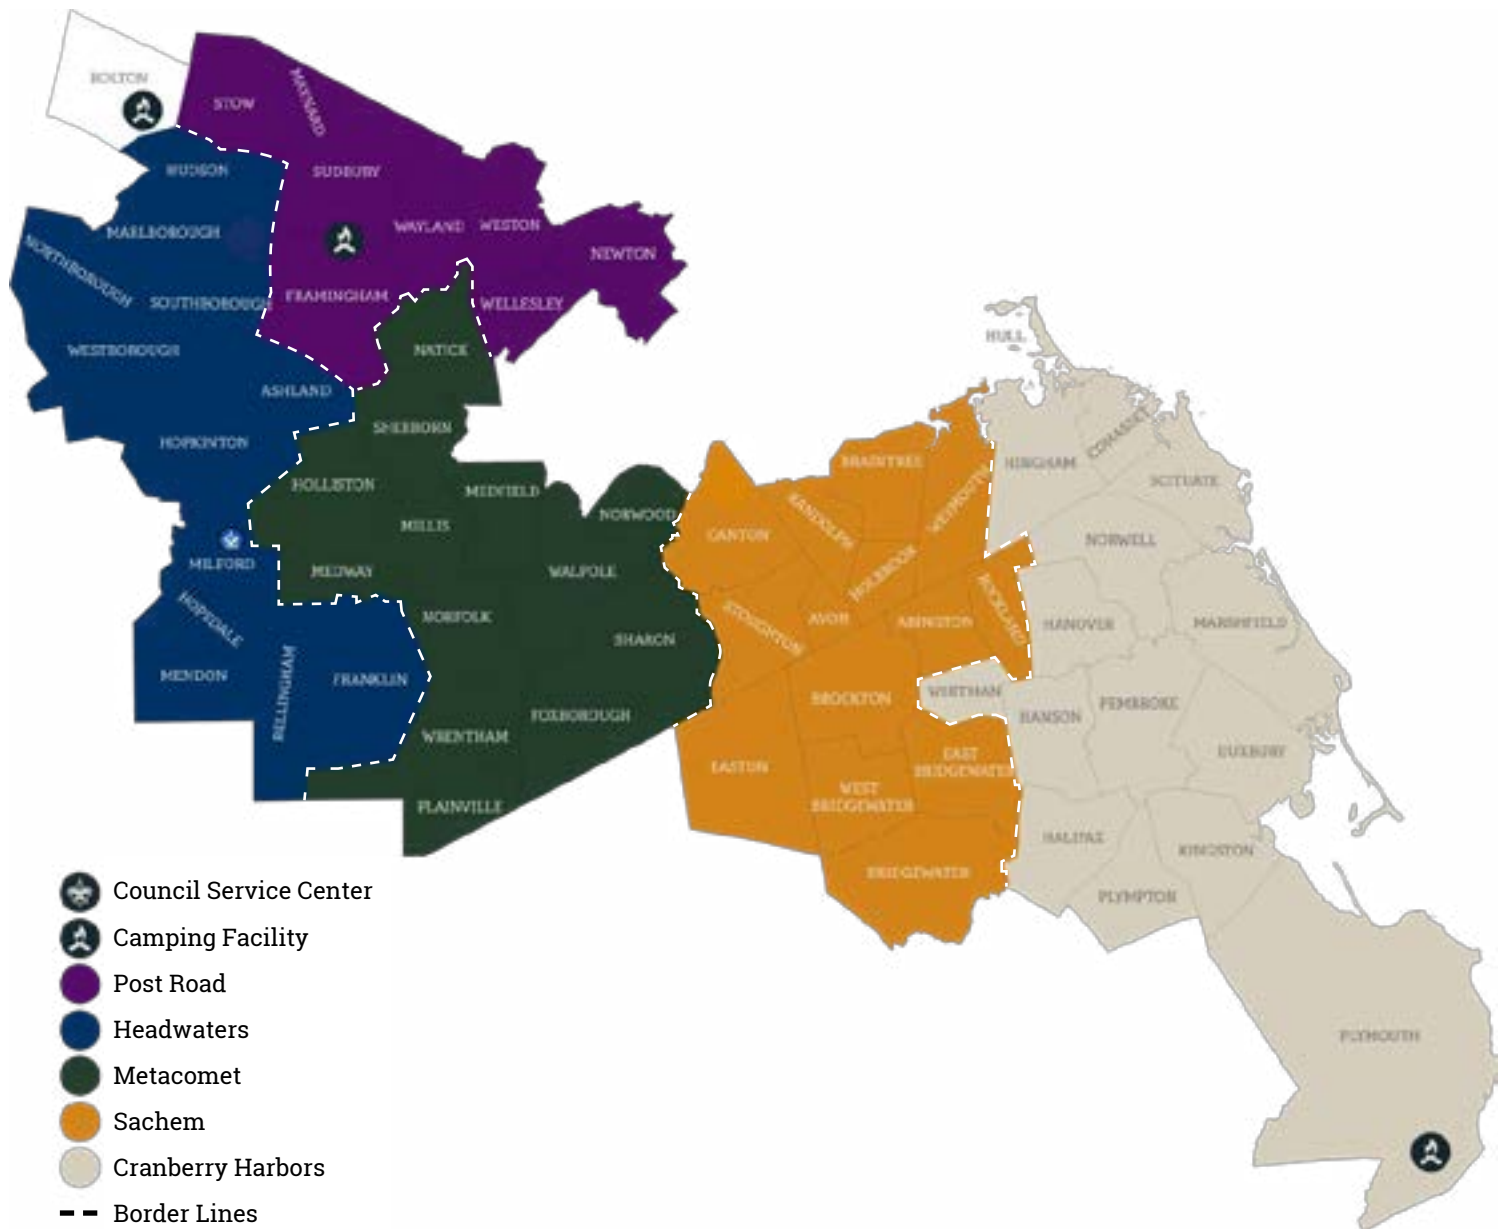 BOLTON
STOW
MAYNARD
HUDSON
SUDBURY
MARLBOROUGH
WAYLAND
WESTON
NEWTON
NORTHBOROUGH
SOUTHBOROUGH
FRAMINGHAM
WELLESLEY
WESTBOROUGH
NATICK
ASHLAND
HOPKINTON
SHERBORN
HOLLISTON
MEDFIELD
MILLIS
NORWOOD
MILFORD
MEDWAY
WALPOLE
HOPEDALE
NORFOLK
SHARON
MENDON
BELLINGHAM
FRANKLIN
FOXBOROUGH
WRENTHAM
PLAINVILLE
HULL
BRAINTREE
HINGHAM
COHASSET
SCITUATE
RANDOLPH
WEYMOUTH
CANTON
NORWELL
HOLBROOK
STOUGHTON
AVON
ABINGTON
ROCKLAND
HANOVER
MARSHFIELD
BROCKTON
WHITMAN
HANSON
PEMBROKE
EASTON
EAST
BRIDGEWATER
DUXBURY
WEST
BRIDGEWATER
HALIFAX
KINGSTON
BRIDGEWATER
PLYMPTON
PLYMOUTH
Council Service Center
Camping Facility
Post Road
Headwaters
Metacomet
Sachem
Cranberry Harbors
Border Lines